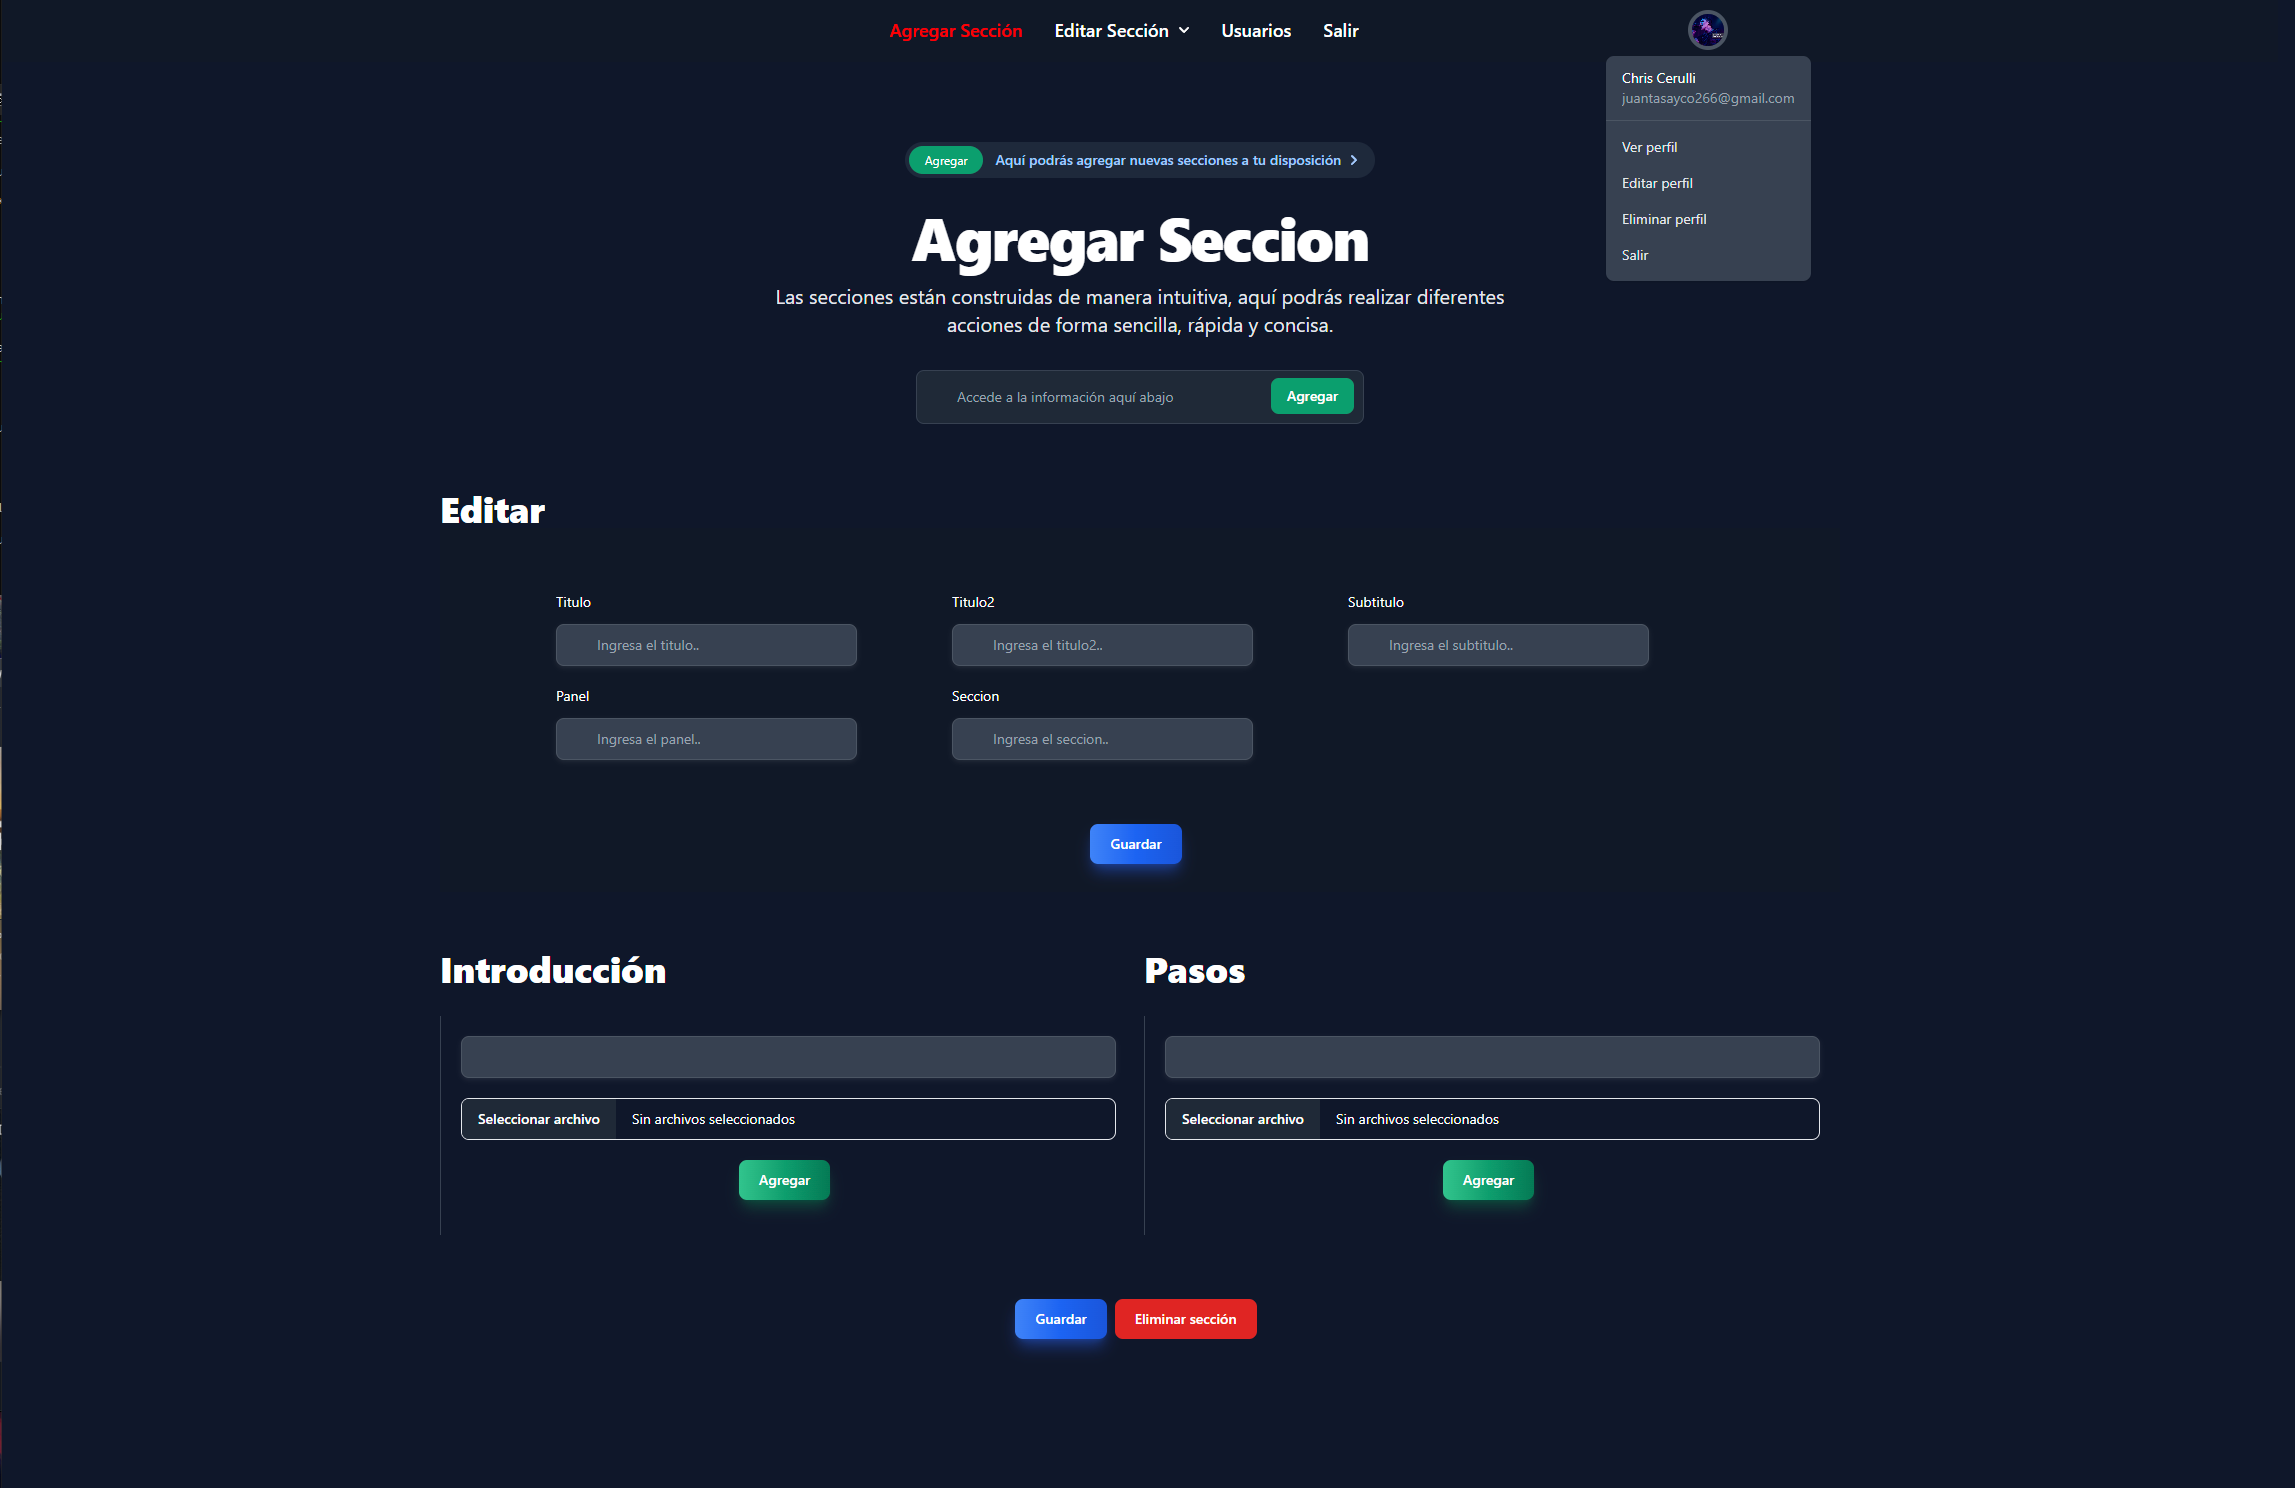 Agregar Sección
Editar Sección
Usuarios
Salir
Chris Cerulli
juantasayco266@gmail.com
Ver perfil
Editar perfil
Eliminar perfil
Salir
Agregar
Aquí podrás agregar nuevas secciones a tu disposición
Agregar Seccion
Las secciones están construidas de manera intuitiva, aquí podrás realizar diferentes
acciones de forma sencilla, rápida y concisa.
Accede a la información aquí abajo
Agregar
Editar
Titulo
Titulo2
Subtitulo
Ingresa el titulo..
Ingresa el titulo2..
Ingresa el subtitulo..
Panel
Seccion
Ingresa el panel..
Ingresa el seccion..
Guardar
Introducción
Seleccionar archivo
Sin archivos seleccionados
Agregar
Pasos
Seleccionar archivo
Sin archivos seleccionados
Agregar
Guardar
Eliminar sección